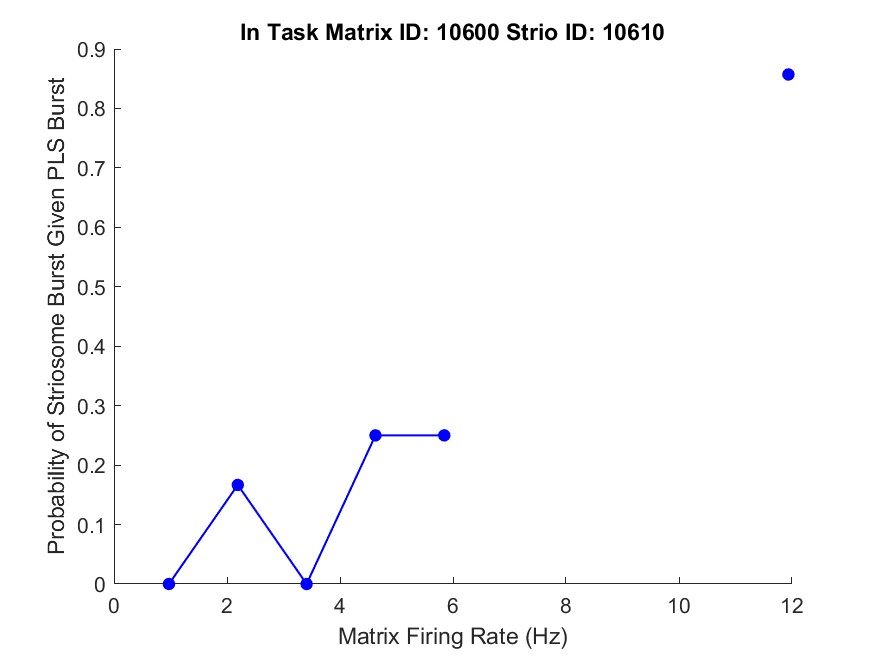 In Task Matrix ID: 10600 Strio ID: 10610
Probability of Striosome Burst Given PLS Burst
0.9
0.8
0.7
0.6
0.5
0.4
0.3
0.2
0.1
0
0 2 4 6 8 10 12
Matrix Firing Rate (Hz)